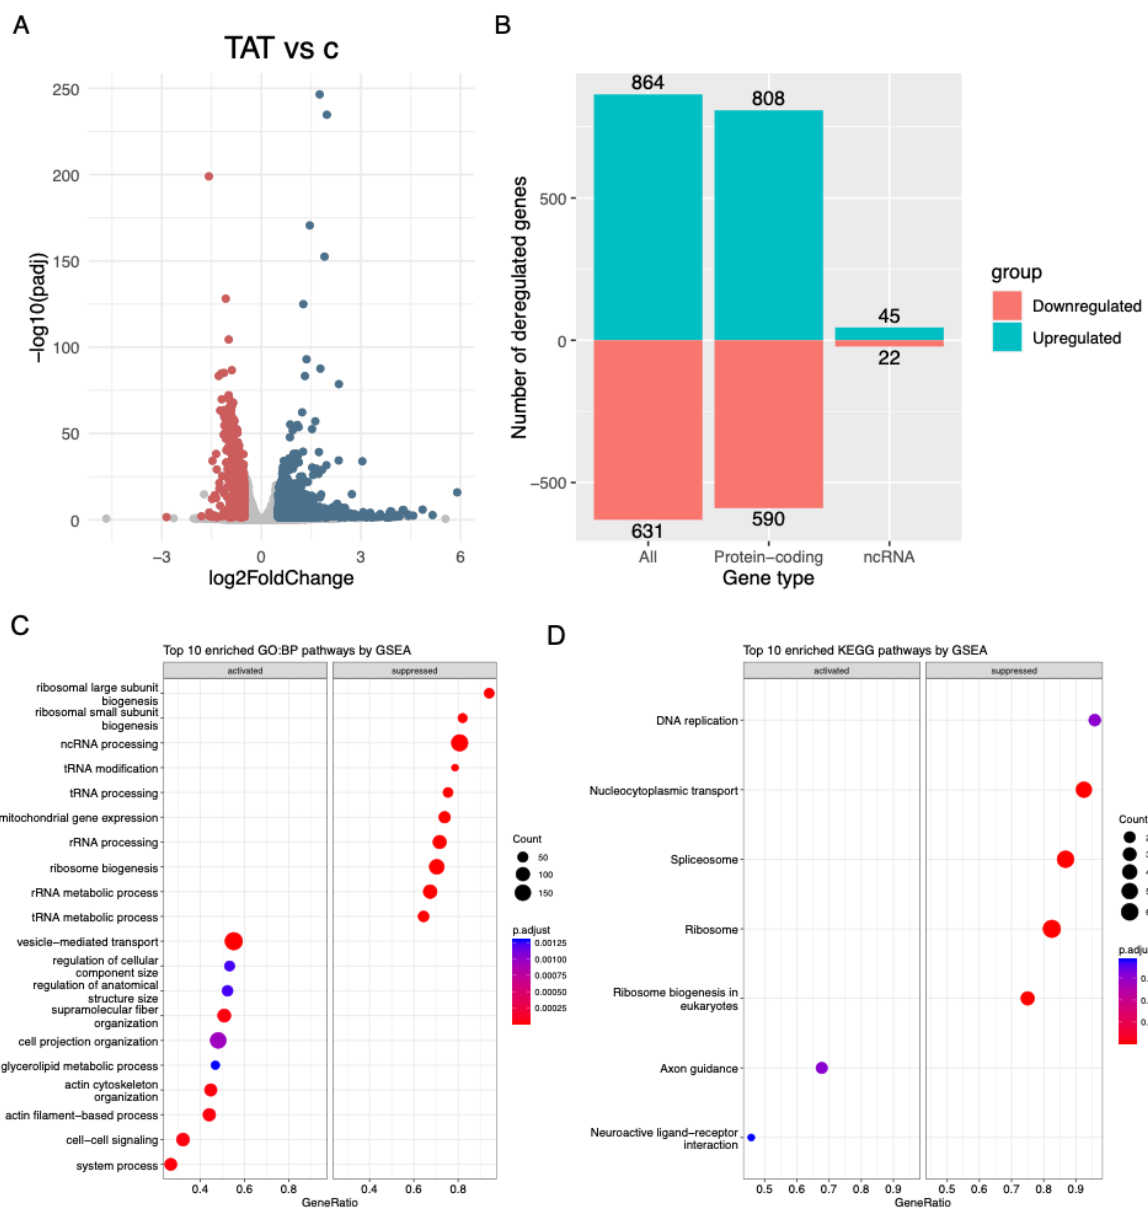 A
TAT vs c
250
200
150
100
50
0
−log10(padj)
−3
0
3
6
log2FoldChange
B
864
808
45
22
631
590
500
0
−500
Number of deregulated genes
All
Protein−coding
ncRNA
Gene type
group
Downregulated
Upregulated
C
Top 10 enriched GO:BP pathways by GSEA
activated
suppressed
ribosomal large subunit
biogenesis
ribosomal small subunit
biogenesis
ncRNA processing
tRNA modification
tRNA processing
mitochondrial gene expression
rRNA processing
ribosome biogenesis
rRNA metabolic process
tRNA metabolic process
vesicle−mediated transport
regulation of cellular
component size
regulation of anatomical
structure size
supramolecular fiber
organization
cell projection organization
glycerolipid metabolic process
actin cytoskeleton
organization
actin filament−based process
cell−cell signaling
system process
0.4
0.6
0.8
0.4
0.6
0.8
GeneRatio
Count
50
100
150
p.adjust
0.00125
0.00100
0.00075
0.00050
0.00025
D
Top 10 enriched KEGG pathways by GSEA
activated
suppressed
DNA replication
Nucleocytoplasmic transport
Spliceosome
Ribosome
Ribosome biogenesis in
eukaryotes
Axon guidance
Neuroactive ligand−receptor
interaction
0.5
0.6
0.7
0.8
0.9
0.5
0.6
0.7
0.8
0.9
GeneRatio
Count
p.adju